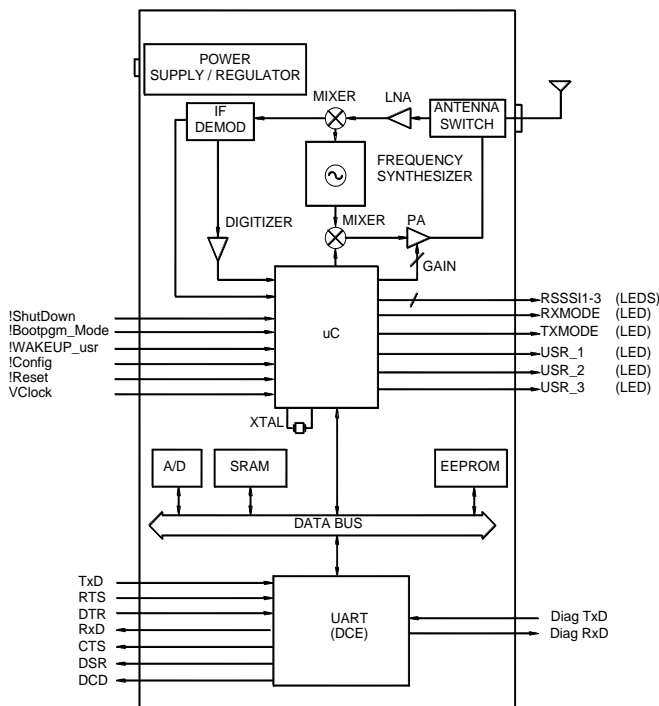 POWER
SUPPLY / REGULATOR
MIXER
LNA
ANTENNA
SWITCH
IF
DEMOD
FREQUENCY
SYNTHESIZER
DIGITIZER
MIXER
PA
GAIN
uC
!ShutDown
!Bootpgm_Mode
!WAKEUP_usr
!Config
!Reset
VClock
RSSSI1-3 (LEDS)
RXMODE (LED)
TXMODE (LED)
USR_1 (LED)
USR_2 (LED)
USR_3 (LED)
XTAL
A/D
SRAM
EEPROM
DATA BUS
TxD
RTS
DTR
RxD
CTS
DSR
DCD
UART
(DCE)
Diag TxD
Diag RxD